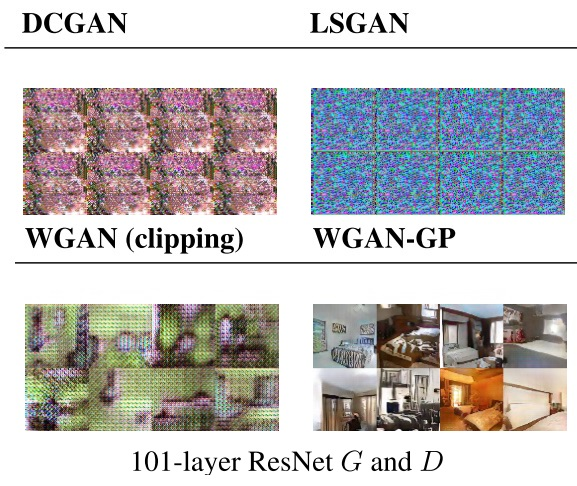 DCGAN LSGAN
WGAN (clipping) WGAN-GP
101-layer ResNet G and D